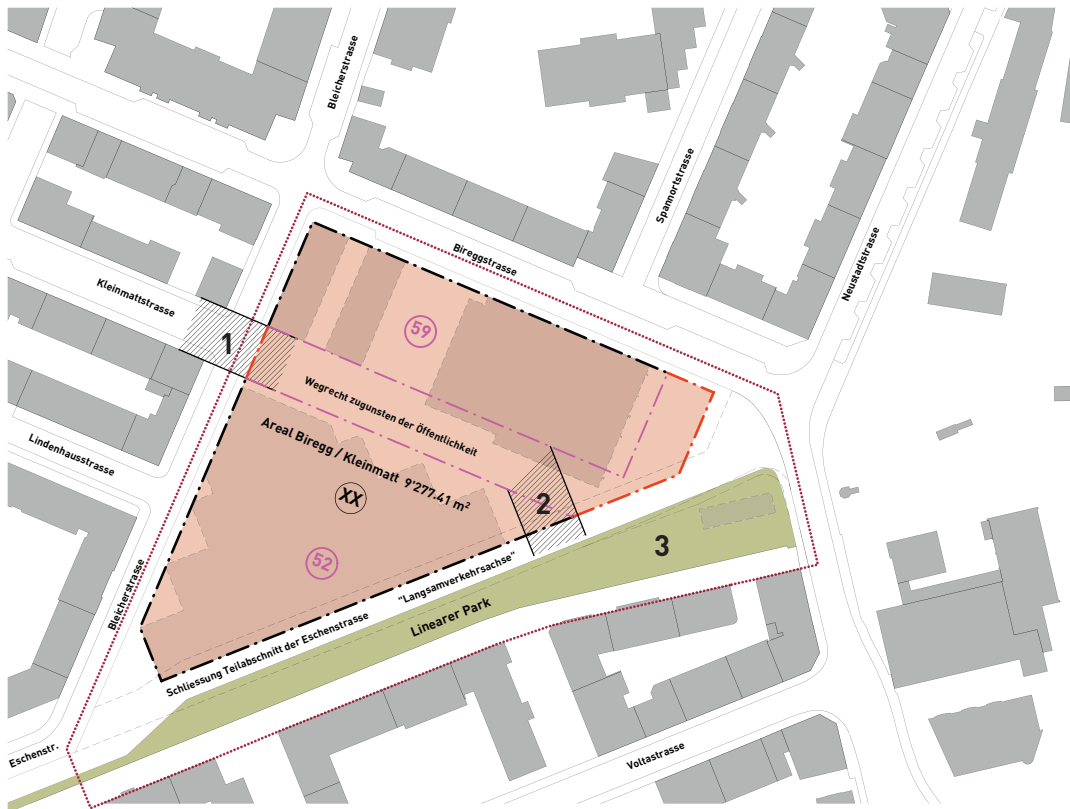 Bleicherstrasse
Spannortstrasse
Neustadtstrasse
Bireggstrasse
Kleinmattstrasse
59
1
Wegrecht zugunsten der Öffentlichkeit
Areal Biregg / Kleinmatt 9'277.41 m²
Lindenhausstrasse
XX
2
3
52
Bleicherstrasse
"Langsamverkehrsachse"
Linearer Park
Schliessung Teilabschnitt der Eschenstrasse
Eschenstr.
Voltastrasse